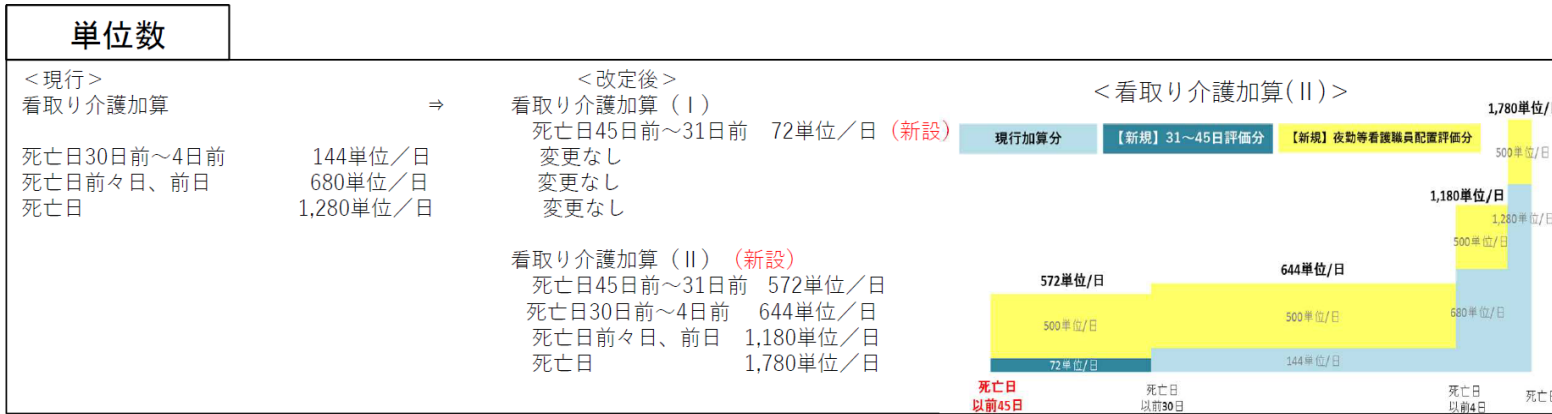 単位数
＜現行＞
看取り介護加算 ⇒
死亡日30日前～4日前 144単位／日
死亡日前々日、前日 680単位／日
死亡日 1,280単位／日
＜改定後＞
看取り介護加算（Ⅰ）
死亡日45日前～31日前 72単位／日（新設）
変更なし
変更なし
変更なし
看取り介護加算（Ⅱ）（新設）
死亡日45日前～31日前 572単位／日
死亡日30日前～4日前 644単位／日
死亡日前々日、前日 1,180単位／日
死亡日 1,780単位／日
＜看取り介護加算(Ⅱ)＞
現行加算分
【新規】31～45日評価分
【新規】夜勤等看護職員配置評価分
1,780単位/
500単位/日
1,180単位/日
1,280単位/日
500単位/日
644単位/日
572単位/日
680単位/日
500単位/日
500単位/日
144単位/日
72単位/日
死亡日
以前45日
死亡日
以前30日
死亡日
以前4日
死亡